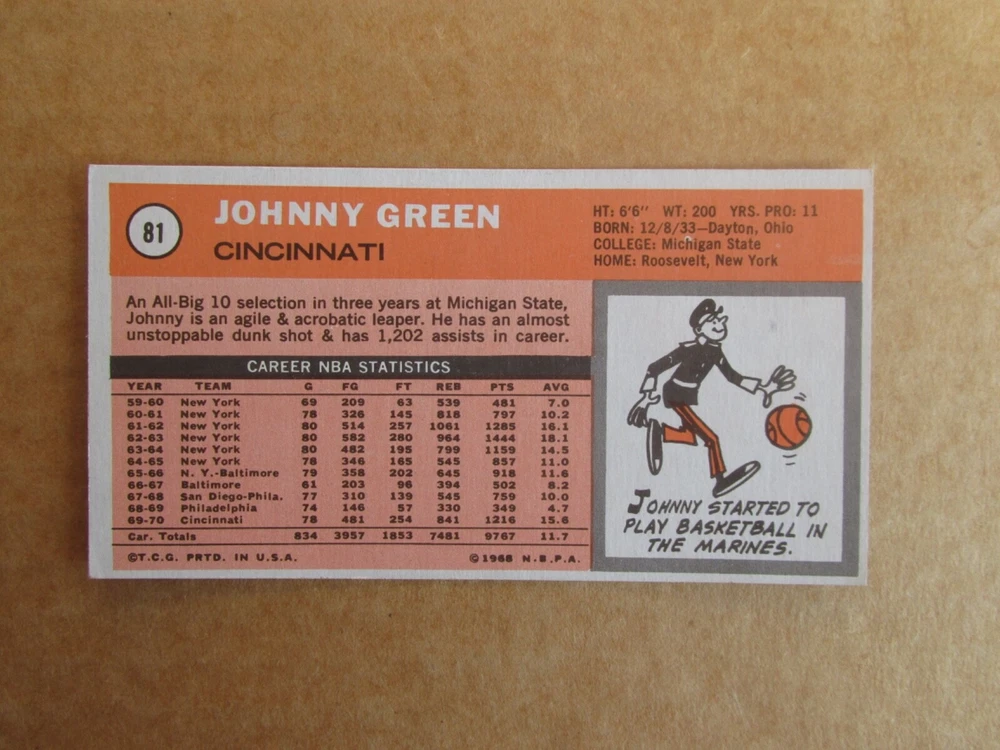 81
JOHNNY GREEN
CINCINNATI
HT: 6'6" WT: 200 YRS. PRO: 11
BORN: 12/8/33—Dayton, Ohio
COLLEGE: Michigan State
HOME: Roosevelt, New York
An All-Big 10 selection in three years at Michigan State,
Johnny is an agile & acrobatic leaper. He has an almost
unstoppable dunk shot & has 1,202 assists in career.
CAREER NBA STATISTICS
YEAR TEAM G FG FT REB PTS AVG
59-60 New York 69 209 63 539 481 7.0
60-61 New York 78 326 145 818 797 10.2
61-62 New York 80 514 257 1061 1285 16.1
62-63 New York 80 582 280 964 1444 18.1
63-64 New York 80 482 195 799 1159 14.5
64-65 New York 78 346 165 545 857 11.0
65-66 N. Y.-Baltimore 79 358 202 645 918 11.6
66-67 Baltimore 61 203 96 394 502 8.2
67-68 San Diego-Phila. 77 310 139 545 759 10.0
68-69 Philadelphia 74 146 57 330 349 4.7
69-70 Cincinnati 78 481 254 841 1216 15.6
Car. Totals 834 3957 1853 7481 9767 11.7
©T.C.G. PRTD. IN U.S.A. ©1968 N.B.P.A.
JOHNNY STARTED TO
PLAY BASKETBALL IN
THE MARINES.